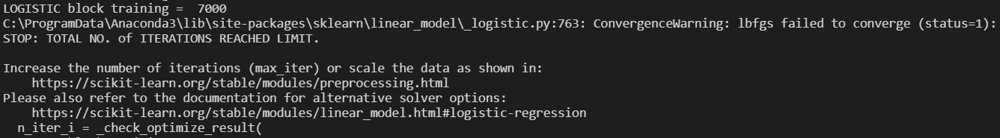 LOGISTIC block training =  7000
C:\ProgramData\Anaconda3\lib\site-packages\sklearn\linear_model\_logistic.py:763: ConvergenceWarning: lbfgs failed to converge (status=1):
STOP: TOTAL NO. of ITERATIONS REACHED LIMIT.

Increase the number of iterations (max_iter) or scale the data as shown in:
    https://scikit-learn.org/stable/modules/preprocessing.html
Please also refer to the documentation for alternative solver options:
    https://scikit-learn.org/stable/modules/linear_model.html#logistic-regression
  n_iter_i = _check_optimize_result(